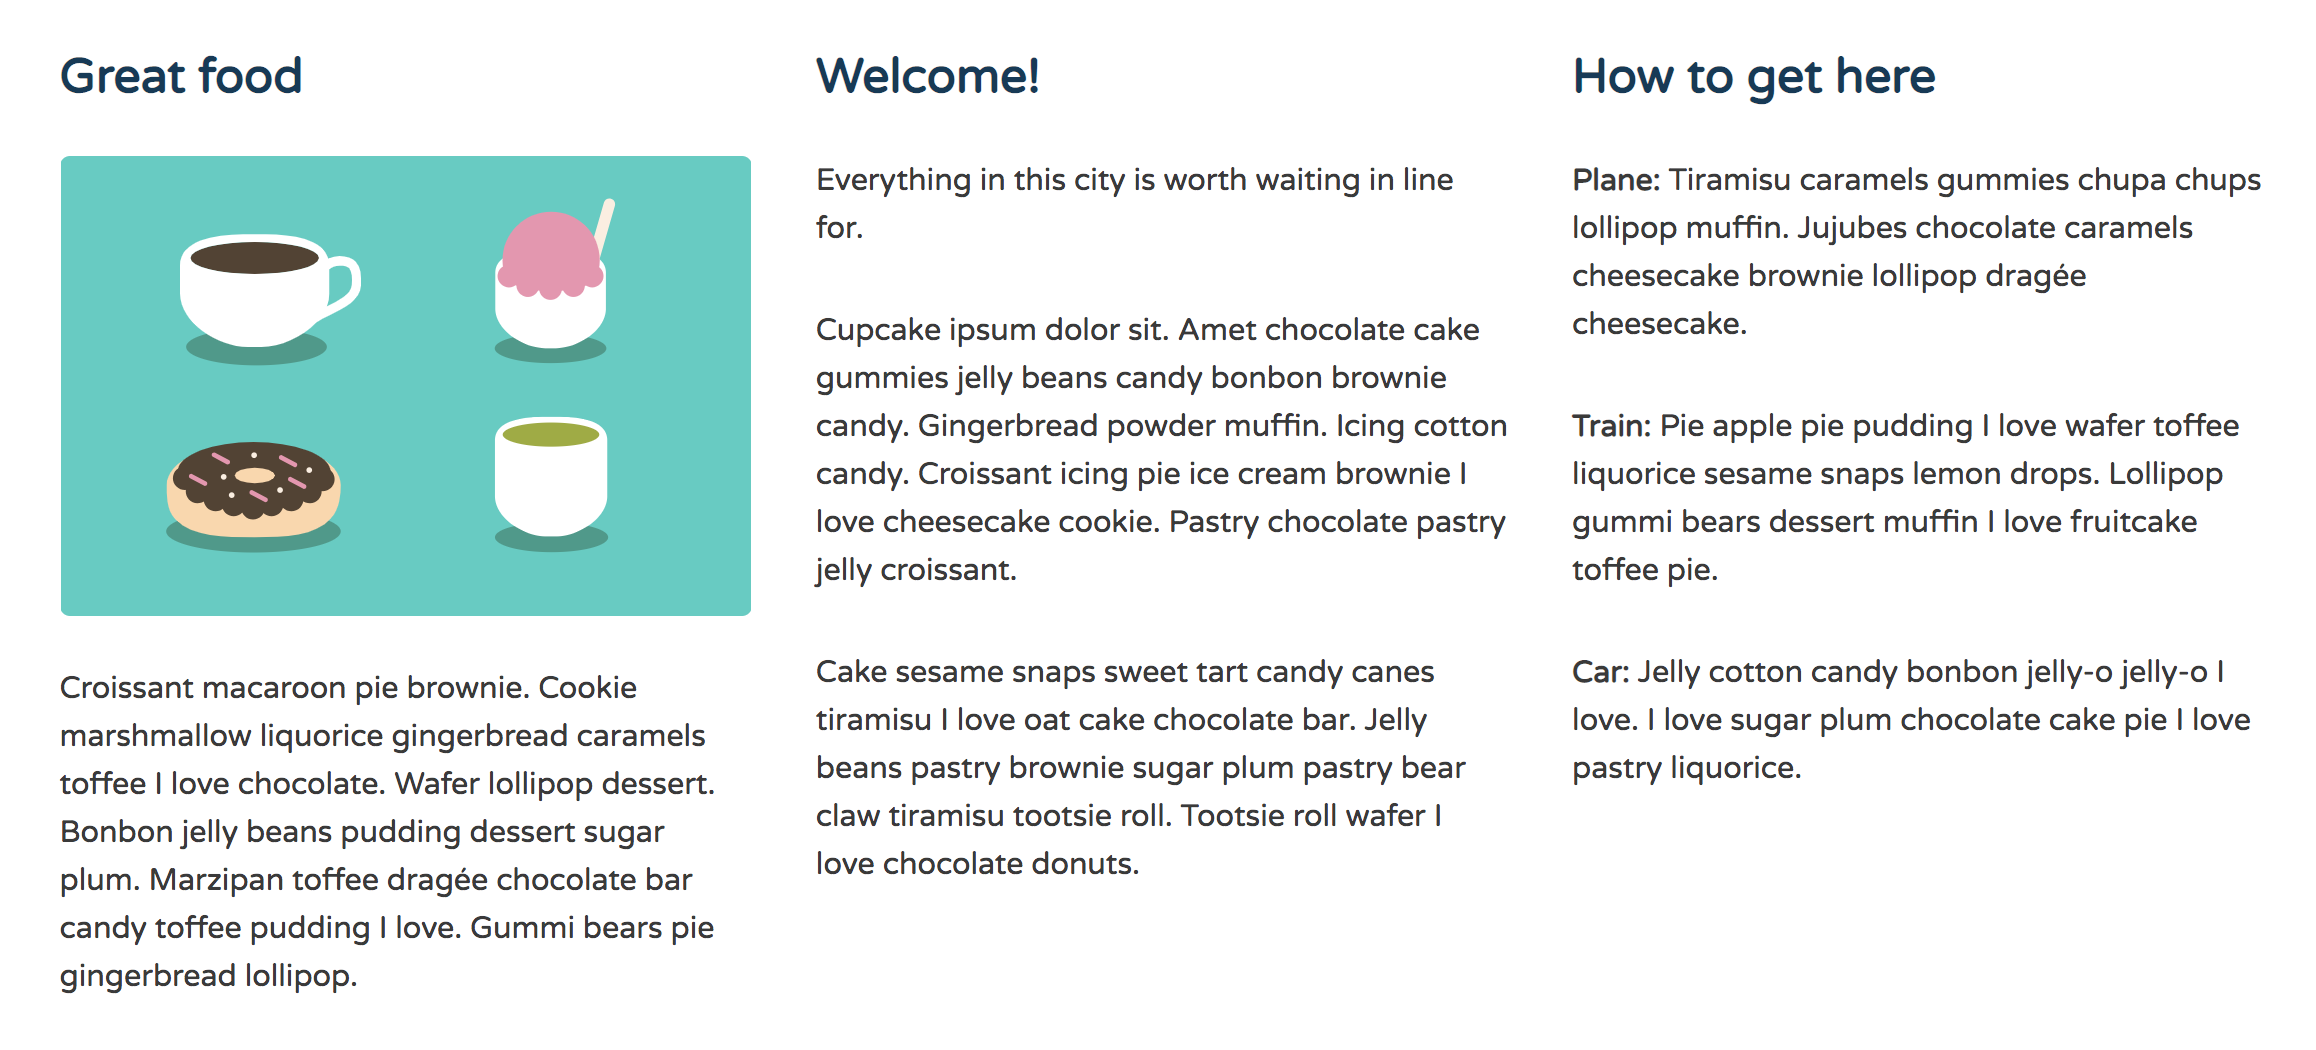 Great food
Croissant macaroon pie brownie. Cookie
marshmallow liquorice gingerbread caramels
toffee I love chocolate. Wafer lollipop dessert.
Bonbon jelly beans pudding dessert sugar
plum. Marzipan toffee dragée chocolate bar
candy toffee pudding I love. Gummi bears pie
gingerbread lollipop.
Welcome!
Everything in this city is worth waiting in line
for.
Cupcake ipsum dolor sit. Amet chocolate cake
gummies jelly beans candy bonbon brownie
candy. Gingerbread powder muffin. Icing cotton
candy. Croissant icing pie ice cream brownie I
love cheesecake cookie. Pastry chocolate pastry
jelly croissant.
Cake sesame snaps sweet tart candy canes
tiramisu I love oat cake chocolate bar. Jelly
beans pastry brownie sugar plum pastry bear
claw tiramisu tootsie roll. Tootsie roll wafer I
love chocolate donuts.
How to get here
Plane: Tiramisu caramels gummies chupa chups
lollipop muffin. Jujubes chocolate caramels
cheesecake brownie lollipop dragée
cheesecake.
Train: Pie apple pie pudding I love wafer toffee
liquorice sesame snaps lemon drops. Lollipop
gummi bears dessert muffin I love fruitcake
toffee pie.
Car: Jelly cotton candy bonbon jelly-o jelly-o I
love. I love sugar plum chocolate cake pie I love
pastry liquorice.